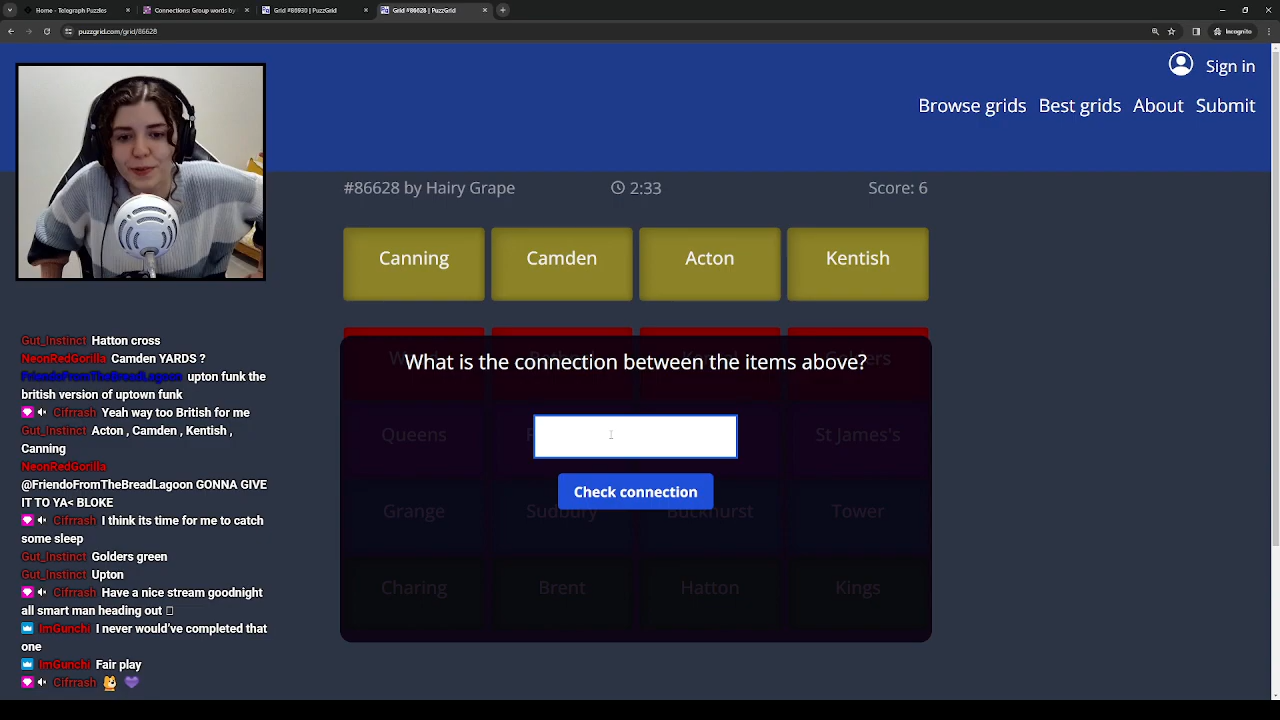 Home - Telegraph Puzzles
Connections: Group words by
Grid #86930 | PuzzGrid
Grid #86628 | PuzzGrid
puzzgrid.com/grid/86628
Incognito
Sign in
Browse grids Best grids About Submit
#86628 by Hairy Grape
2:33
Score: 6
Canning Camden Acton Kentish
What is the connection between the items above?
Queens
St James's
Check connection
Grange Sudbury Buckhurst Tower
Charing Brent Hatton Kings
Gut_Instinct Hatton cross
NeonRedGorilla Camden YARDS ?
FriendsFromTheBreadLagoon upton funk the
british version of uptown funk
Cifrrash Yeah way too British for me
Gut_Instinct Acton , Camden , Kentish ,
Canning
NeonRedGorilla
@FriendoFromTheBreadLagoon GONNA GIVE
IT TO YA< BLOKE
Cifrrash I think its time for me to catch
some sleep
Gut_Instinct Golders green
Gut_Instinct Upton
Cifrrash Have a nice stream goodnight
all smart man heading out
ImGunchi I never would've completed that
one
ImGunchi Fair play
Cifrrash